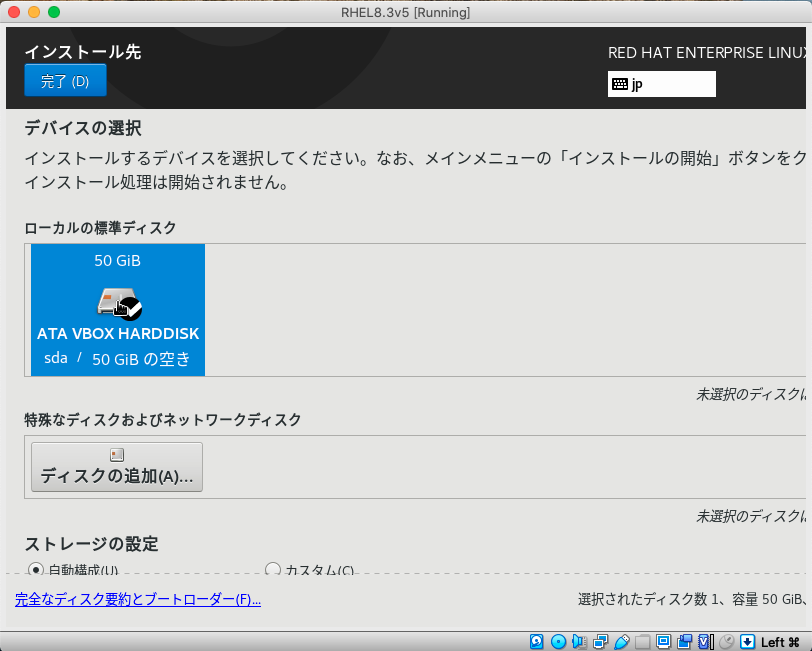 RHEL8.3v5 [Running]
インストール先
RED HAT ENTERPRISE LINUX
完了 (D)
jp
デバイスの選択
インストールするデバイスを選択してください。なお、メインメニューの「インストールの開始」ボタンをク
インストール処理は開始されません。
ローカルの標準ディスク
50 GiB
ATA VBOX HARDDISK
sda / 50 GiB の空き
未選択のディスクに
特殊なディスクおよびネットワークディスク
ディスクの追加(A)...
未選択のディスクに
ストレージの設定
自動構成(U) カスタム(C)
完全なディスク要約とブートローダー(F)... 選択されたディスク数 1、容量 50 GiB、
Left ⌘